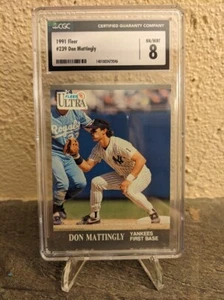 CGC
CERTIFIED GUARANTY COMPANY
1991 Fleer
#239 Don Mattingly
NM/MINT
8
FLEER
ULTRA
Royals
DON MATTINGLY
YANKEES
FIRST BASE